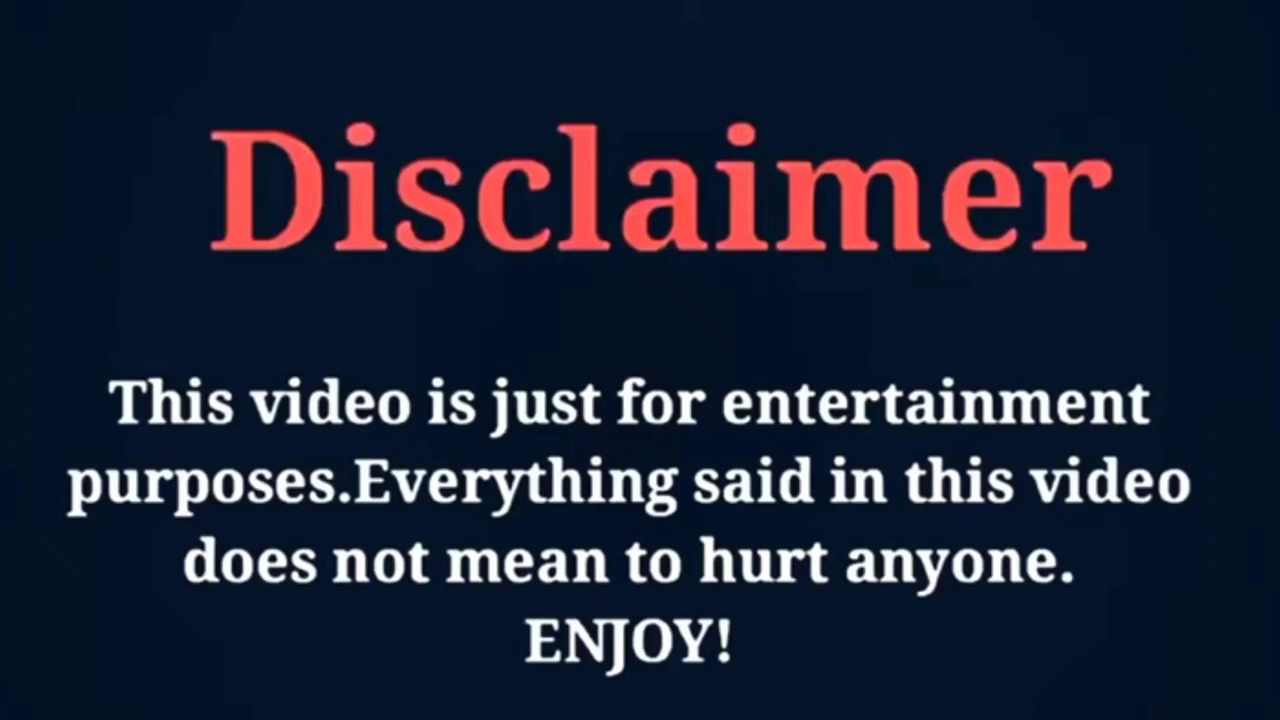 Disclaimer
This video is just for entertainment
purposes.Everything said in this video
does not mean to hurt anyone.
ENJOY!